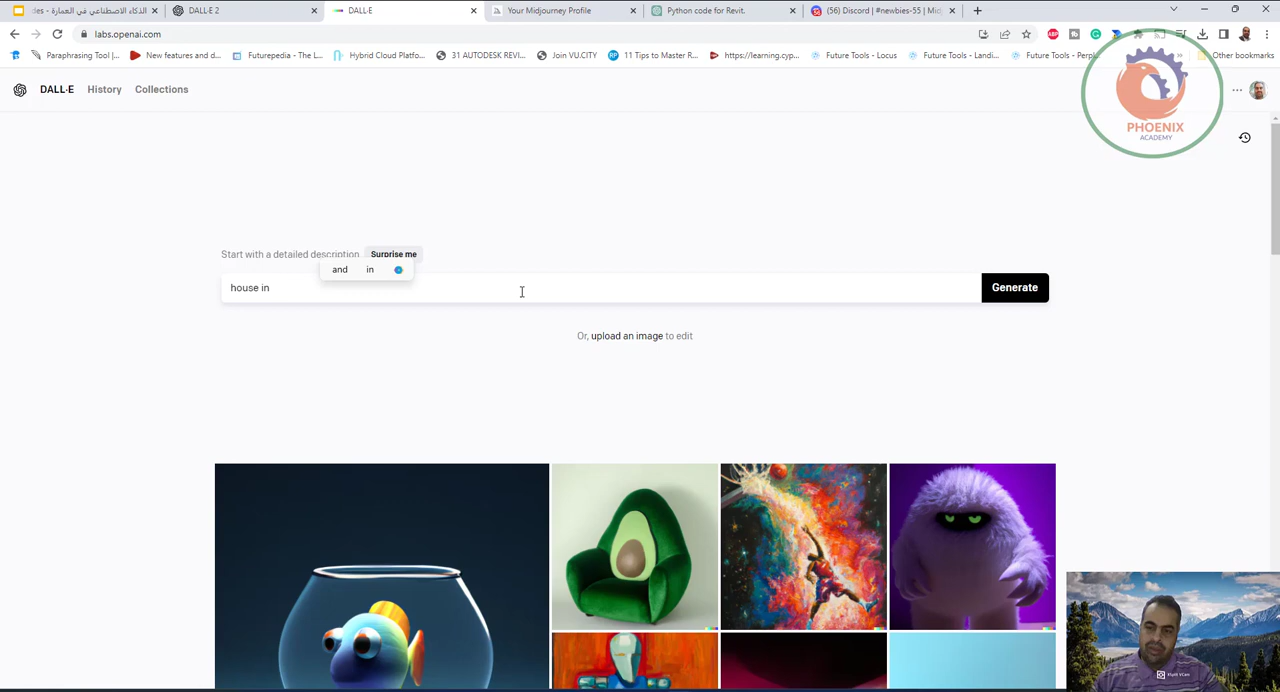 الذكاء الاصطناعي في العمارة - des
DALL·E 2
DALL·E
Your Midjourney Profile
Python code for Revit.
(56) Discord | #newbies-55 | Mid
labs.openai.com
Paraphrasing Tool |...
New features and d...
Futurepedia - The L...
Hybrid Cloud Platfo...
31 AUTODESK REVI...
Join VU.CITY
11 Tips to Master R...
https://learning.cyp...
Future Tools - Locus
Future Tools - Landi...
Future Tools - Perp
Other bookmarks
DALL·E
History
Collections
PHOENIX
ACADEMY
Start with a detailed description
Surprise me
and
in
house in
Generate
Or, upload an image to edit